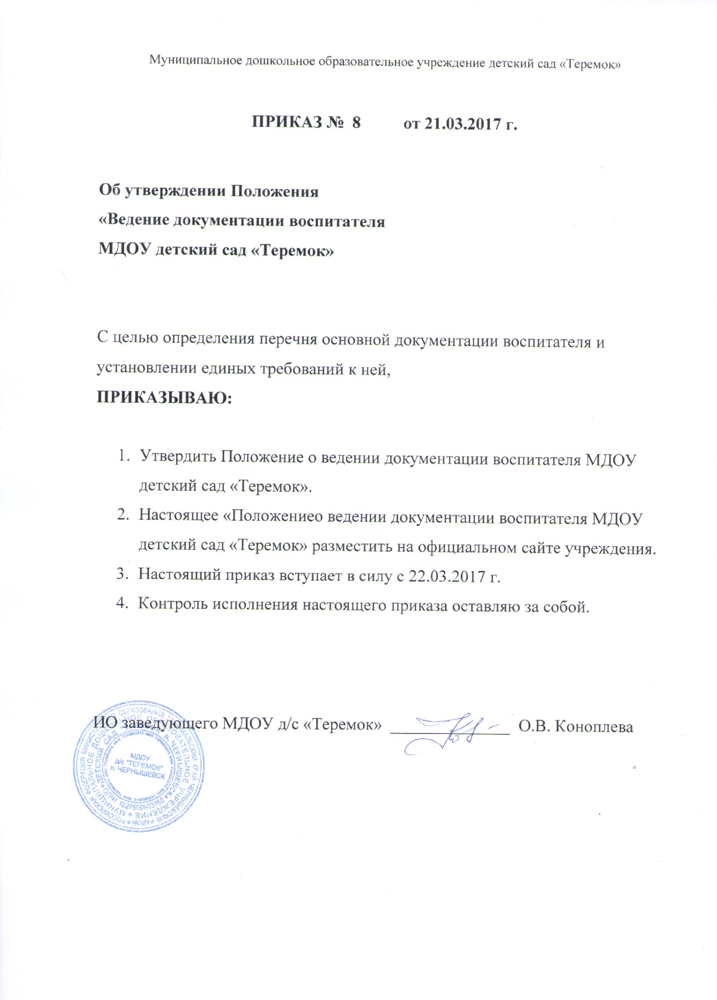 Муниципальное дошкольное образовательное учреждение детский сад «Теремок»
ПРИКАЗ № 8 от 21.03.2017 г.
Об утверждении Положения
«Ведение документации воспитателя
МДОУ детский сад «Теремок»
С целью определения перечня основной документации воспитателя и
установлении единых требований к ней,
ПРИКАЗЫВАЮ:
1. Утвердить Положение о ведении документации воспитателя МДОУ
детский сад «Теремок».
2. Настоящее «Положениео ведении документации воспитателя МДОУ
детский сад «Теремок» разместить на официальном сайте учреждения.
3. Настоящий приказ вступает в силу с 22.03.2017 г.
4. Контроль исполнения настоящего приказа оставляю за собой.
ИО заведующего МДОУ д/с «Теремок» О.В. Коноплева
МДОУ
д/с "ТЕРЕМОК"
п. ЧЕРНЫШЕВСК